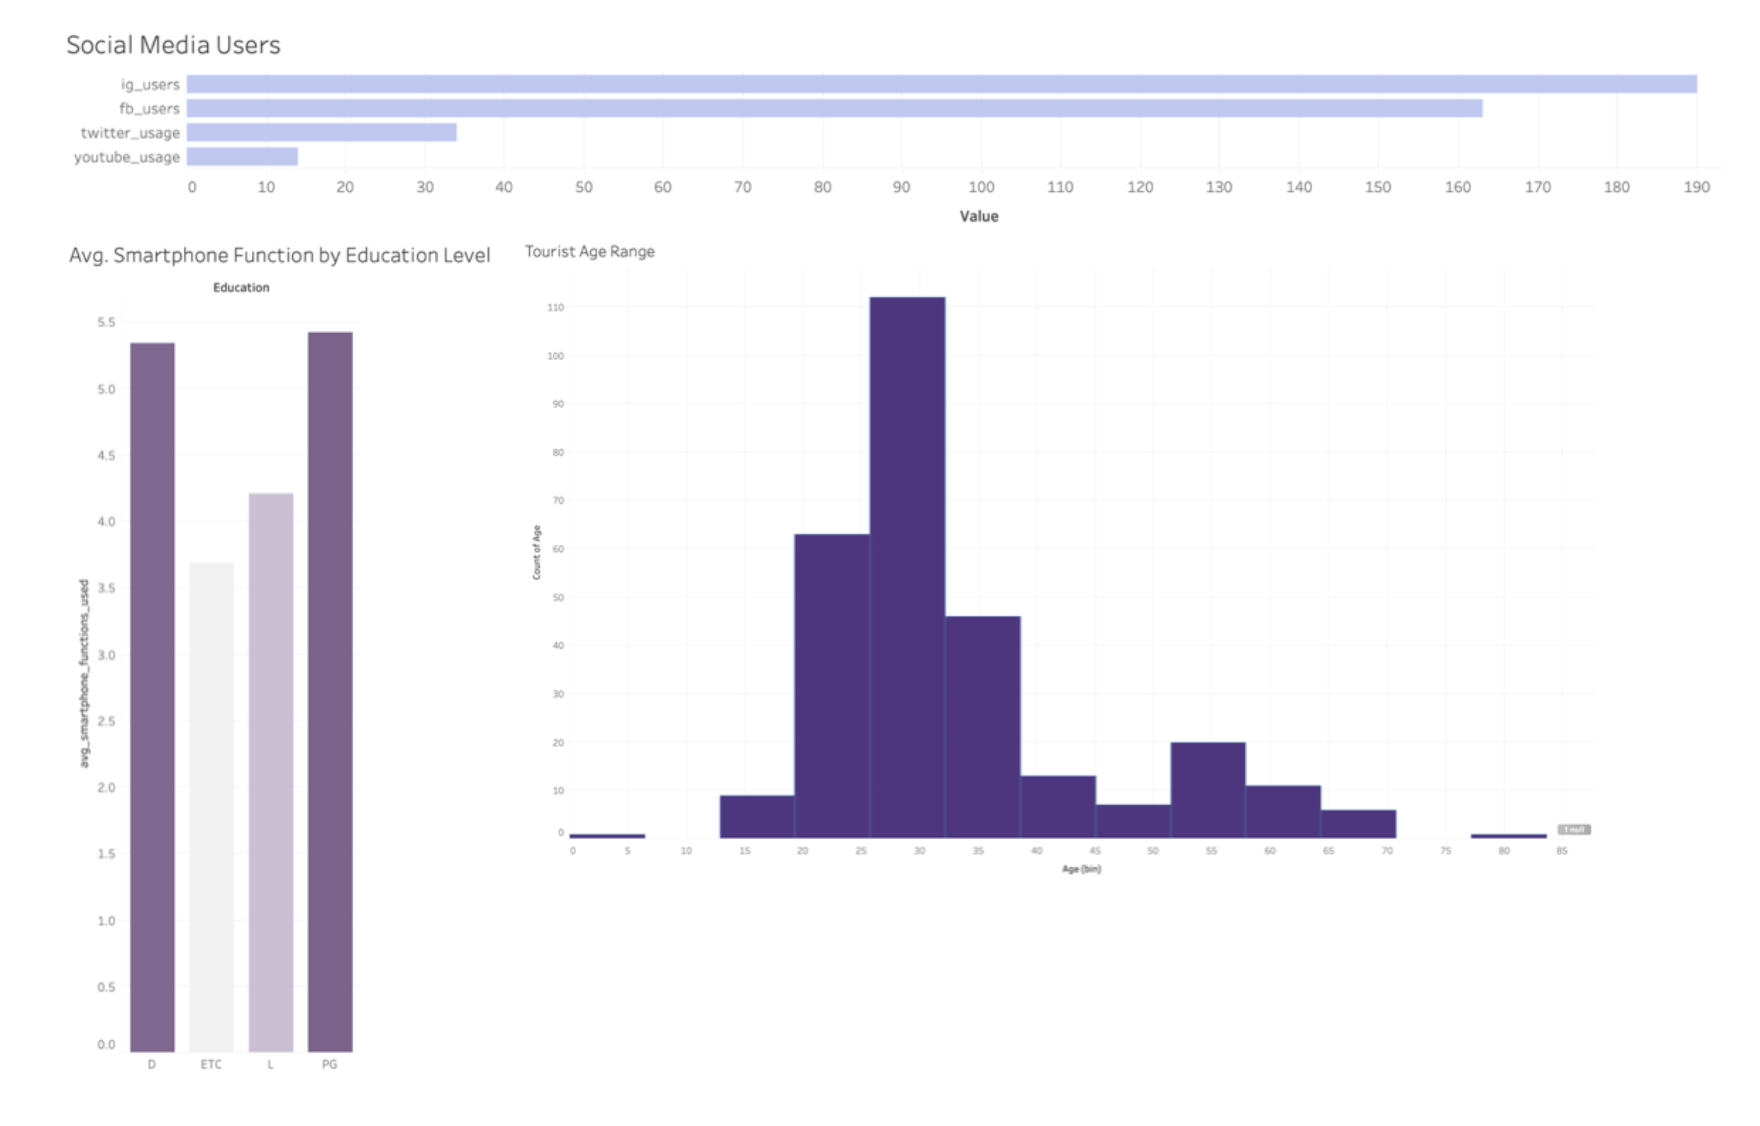 Social Media Users
ig_users
fb_users
twitter_usage
youtube_usage
0 10 20 30 40 50 60 70 80 90 100 110 120 130 140 150 160 170 180 190
Value
Avg. Smartphone Function by Education Level
Education
5.5
5.0
4.5
4.0
3.5
3.0
2.5
2.0
1.5
1.0
0.5
0.0
avg_smartphone_functions_used
D ETC L PG
Tourist Age Range
110
100
90
80
70
60
50
40
30
20
10
0
Count of Age
1 null
0 5 10 15 20 25 30 35 40 45 50 55 60 65 70 75 80 85
Age (bin)